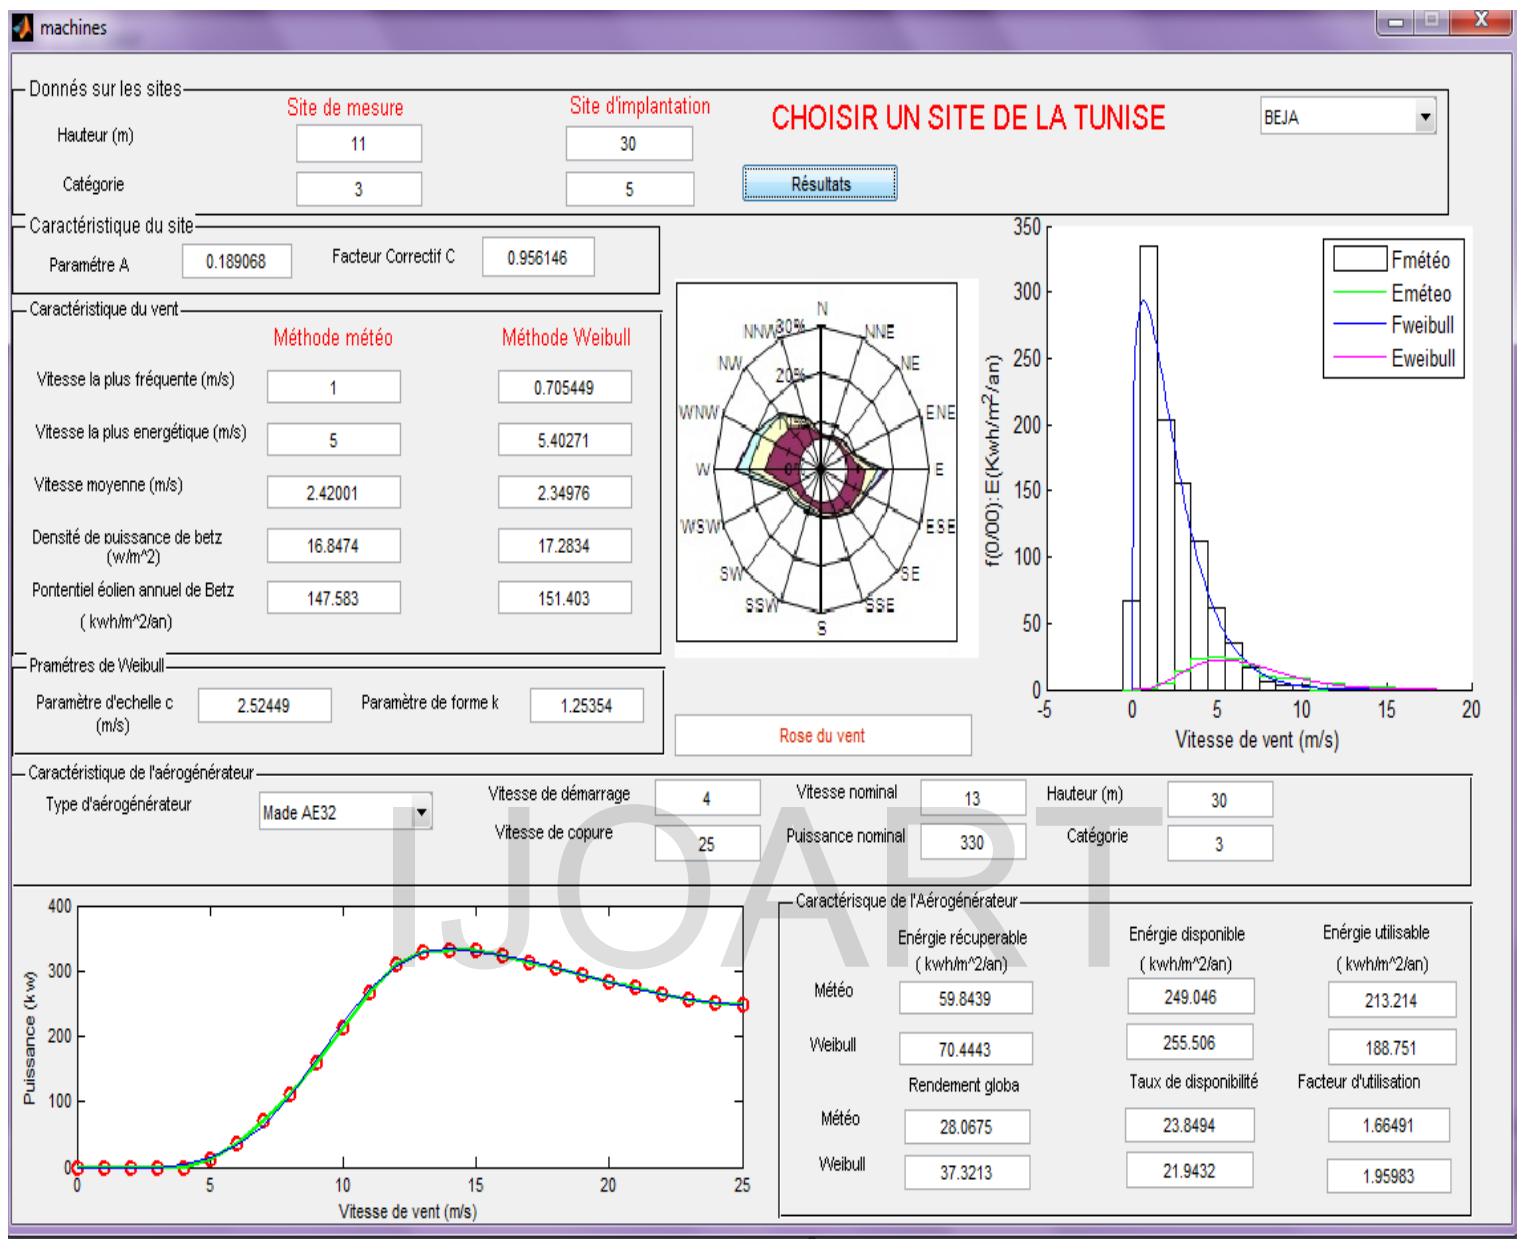 machines
Donnés sur les sites
Site de mesure
Site d'implantation
CHOISIR UN SITE DE LA TUNISE
BEJA
Hauteur (m)
11
30
Catégorie
3
5
Résultats
Caractéristique du site
Paramétre A
0.189068
Facteur Correctif C
0.956146
Caractéristique du vent
Méthode météo
Méthode Weibull
Vitesse la plus fréquente (m/s)
1
0.705449
Vitesse la plus energétique (m/s)
5
5.40271
Vitesse moyenne (m/s)
2.42001
2.34976
Densité de puissance de betz
(w/m^2)
16.8474
17.2834
Pontentiel éolien annuel de Betz
( kwh/m^2/an)
147.583
151.403
Pramétres de Weibull
Paramètre d'echelle c
(m/s)
2.52449
Paramètre de forme k
1.25354
N
NNE
NE
ENE
E
ESE
SE
SSE
S
SSW
SW
WSW
W
WNW
NW
NNW
30%
20%
10%
0%
Rose du vent
350
300
250
200
150
100
50
0
-5
0
5
10
15
20
f(0/00): E(Kwh/m²/an)
Vitesse de vent (m/s)
Fmétéo
Eméteo
Fweibull
Eweibull
Caractéristique de l'aérogénérateur
Type d'aérogénérateur
Made AE32
Vitesse de démarrage
4
Vitesse nominal
13
Hauteur (m)
30
Vitesse de copure
25
Puissance nominal
330
Catégorie
3
IJOART
400
300
200
100
0
0
5
10
15
20
25
Puissance (kw)
Vitesse de vent (m/s)
Caractérisque de l'Aérogénérateur
Enérgie récuperable
( kwh/m^2/an)
Enérgie disponible
( kwh/m^2/an)
Enérgie utilisable
( kwh/m^2/an)
Météo
59.8439
249.046
213.214
Weibull
70.4443
255.506
188.751
Rendement globa
Taux de disponibilité
Facteur d'utilisation
Météo
28.0675
23.8494
1.66491
Weibull
37.3213
21.9432
1.95983